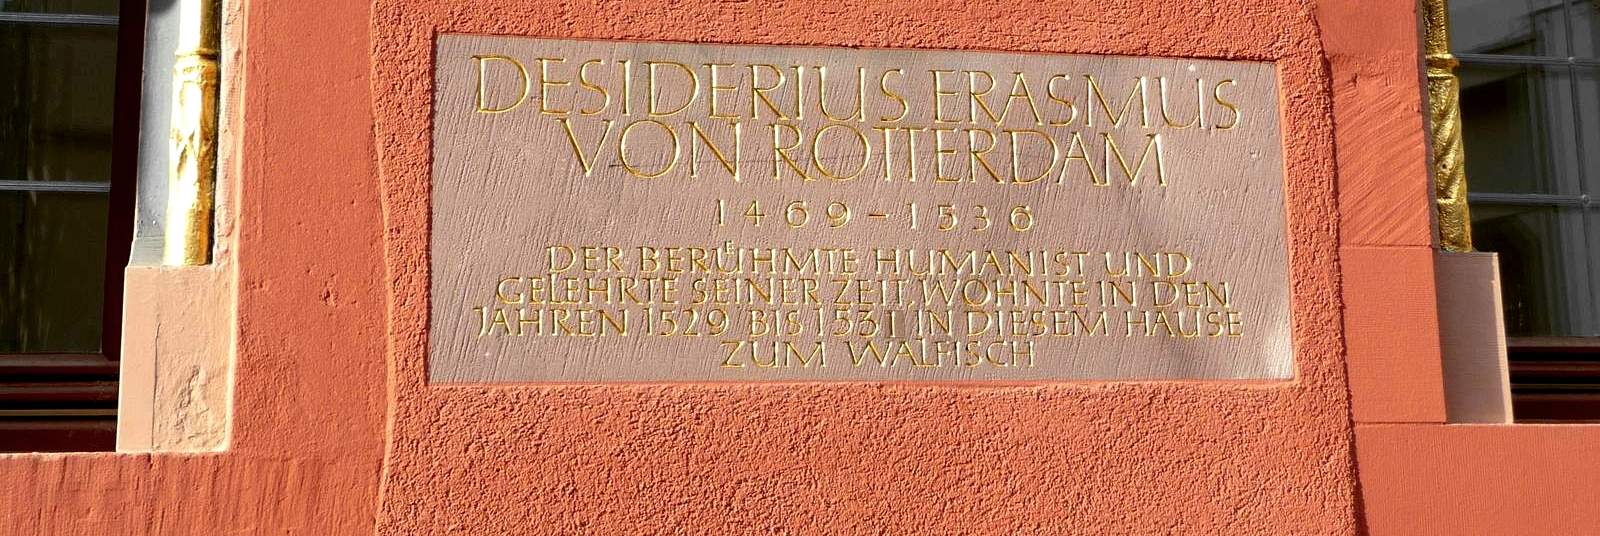 DESIDERIUS ERASMUS
VON ROTTERDAM
1469-1536
DER BERÜHMTE HUMANIST UND
GELEHRTE SEINER ZEIT, WOHNTE IN DEN
JAHREN 1529 BIS 1531 IN DIESEM HAUSE
ZUM WALFISCH